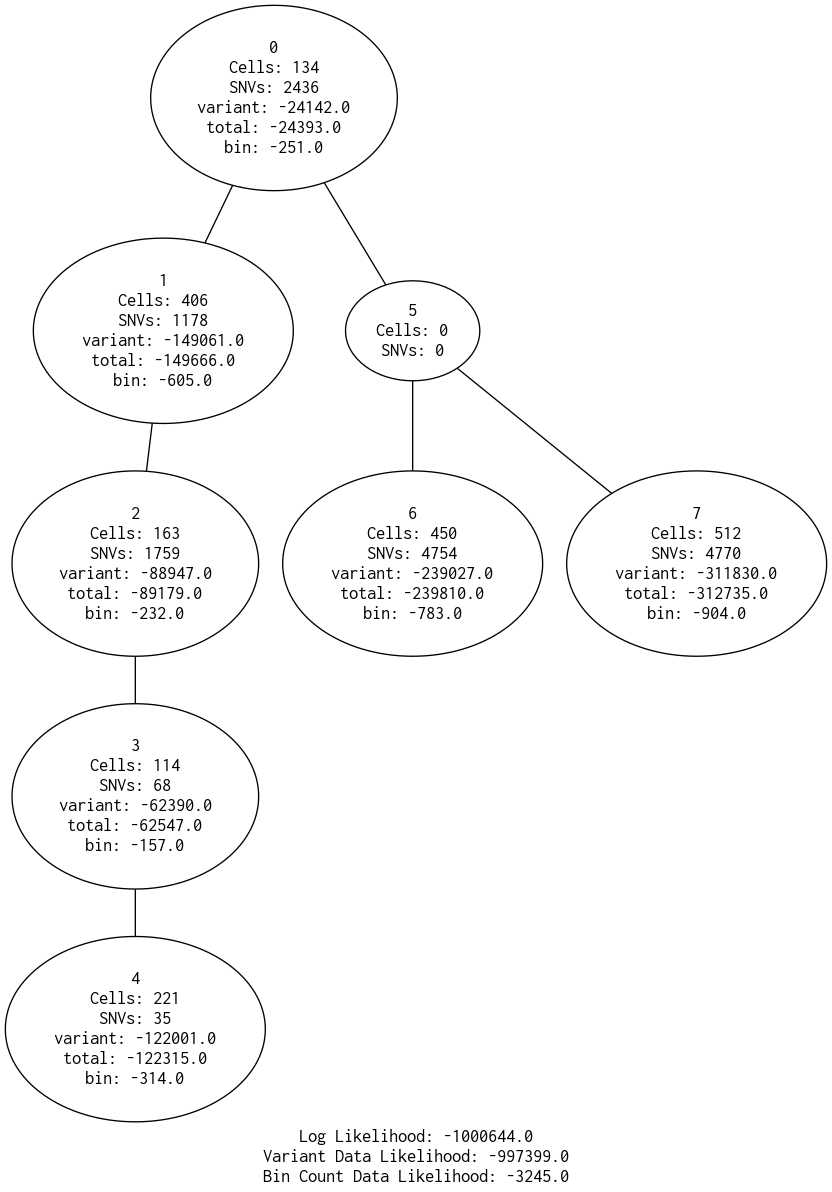 0
Cells: 134
SNVs: 2436
variant: -24142.0
total: -24393.0
bin: -251.0
1
Cells: 406
SNVs: 1178
variant: -149061.0
total: -149666.0
bin: -605.0
5
Cells: 0
SNVs: 0
2
Cells: 163
SNVs: 1759
variant: -88947.0
total: -89179.0
bin: -232.0
6
Cells: 450
SNVs: 4754
variant: -239027.0
total: -239810.0
bin: -783.0
7
Cells: 512
SNVs: 4770
variant: -311830.0
total: -312735.0
bin: -904.0
3
Cells: 114
SNVs: 68
variant: -62390.0
total: -62547.0
bin: -157.0
4
Cells: 221
SNVs: 35
variant: -122001.0
total: -122315.0
bin: -314.0
Log Likelihood: -1000644.0
Variant Data Likelihood: -997399.0
Bin Count Data Likelihood: -3245.0